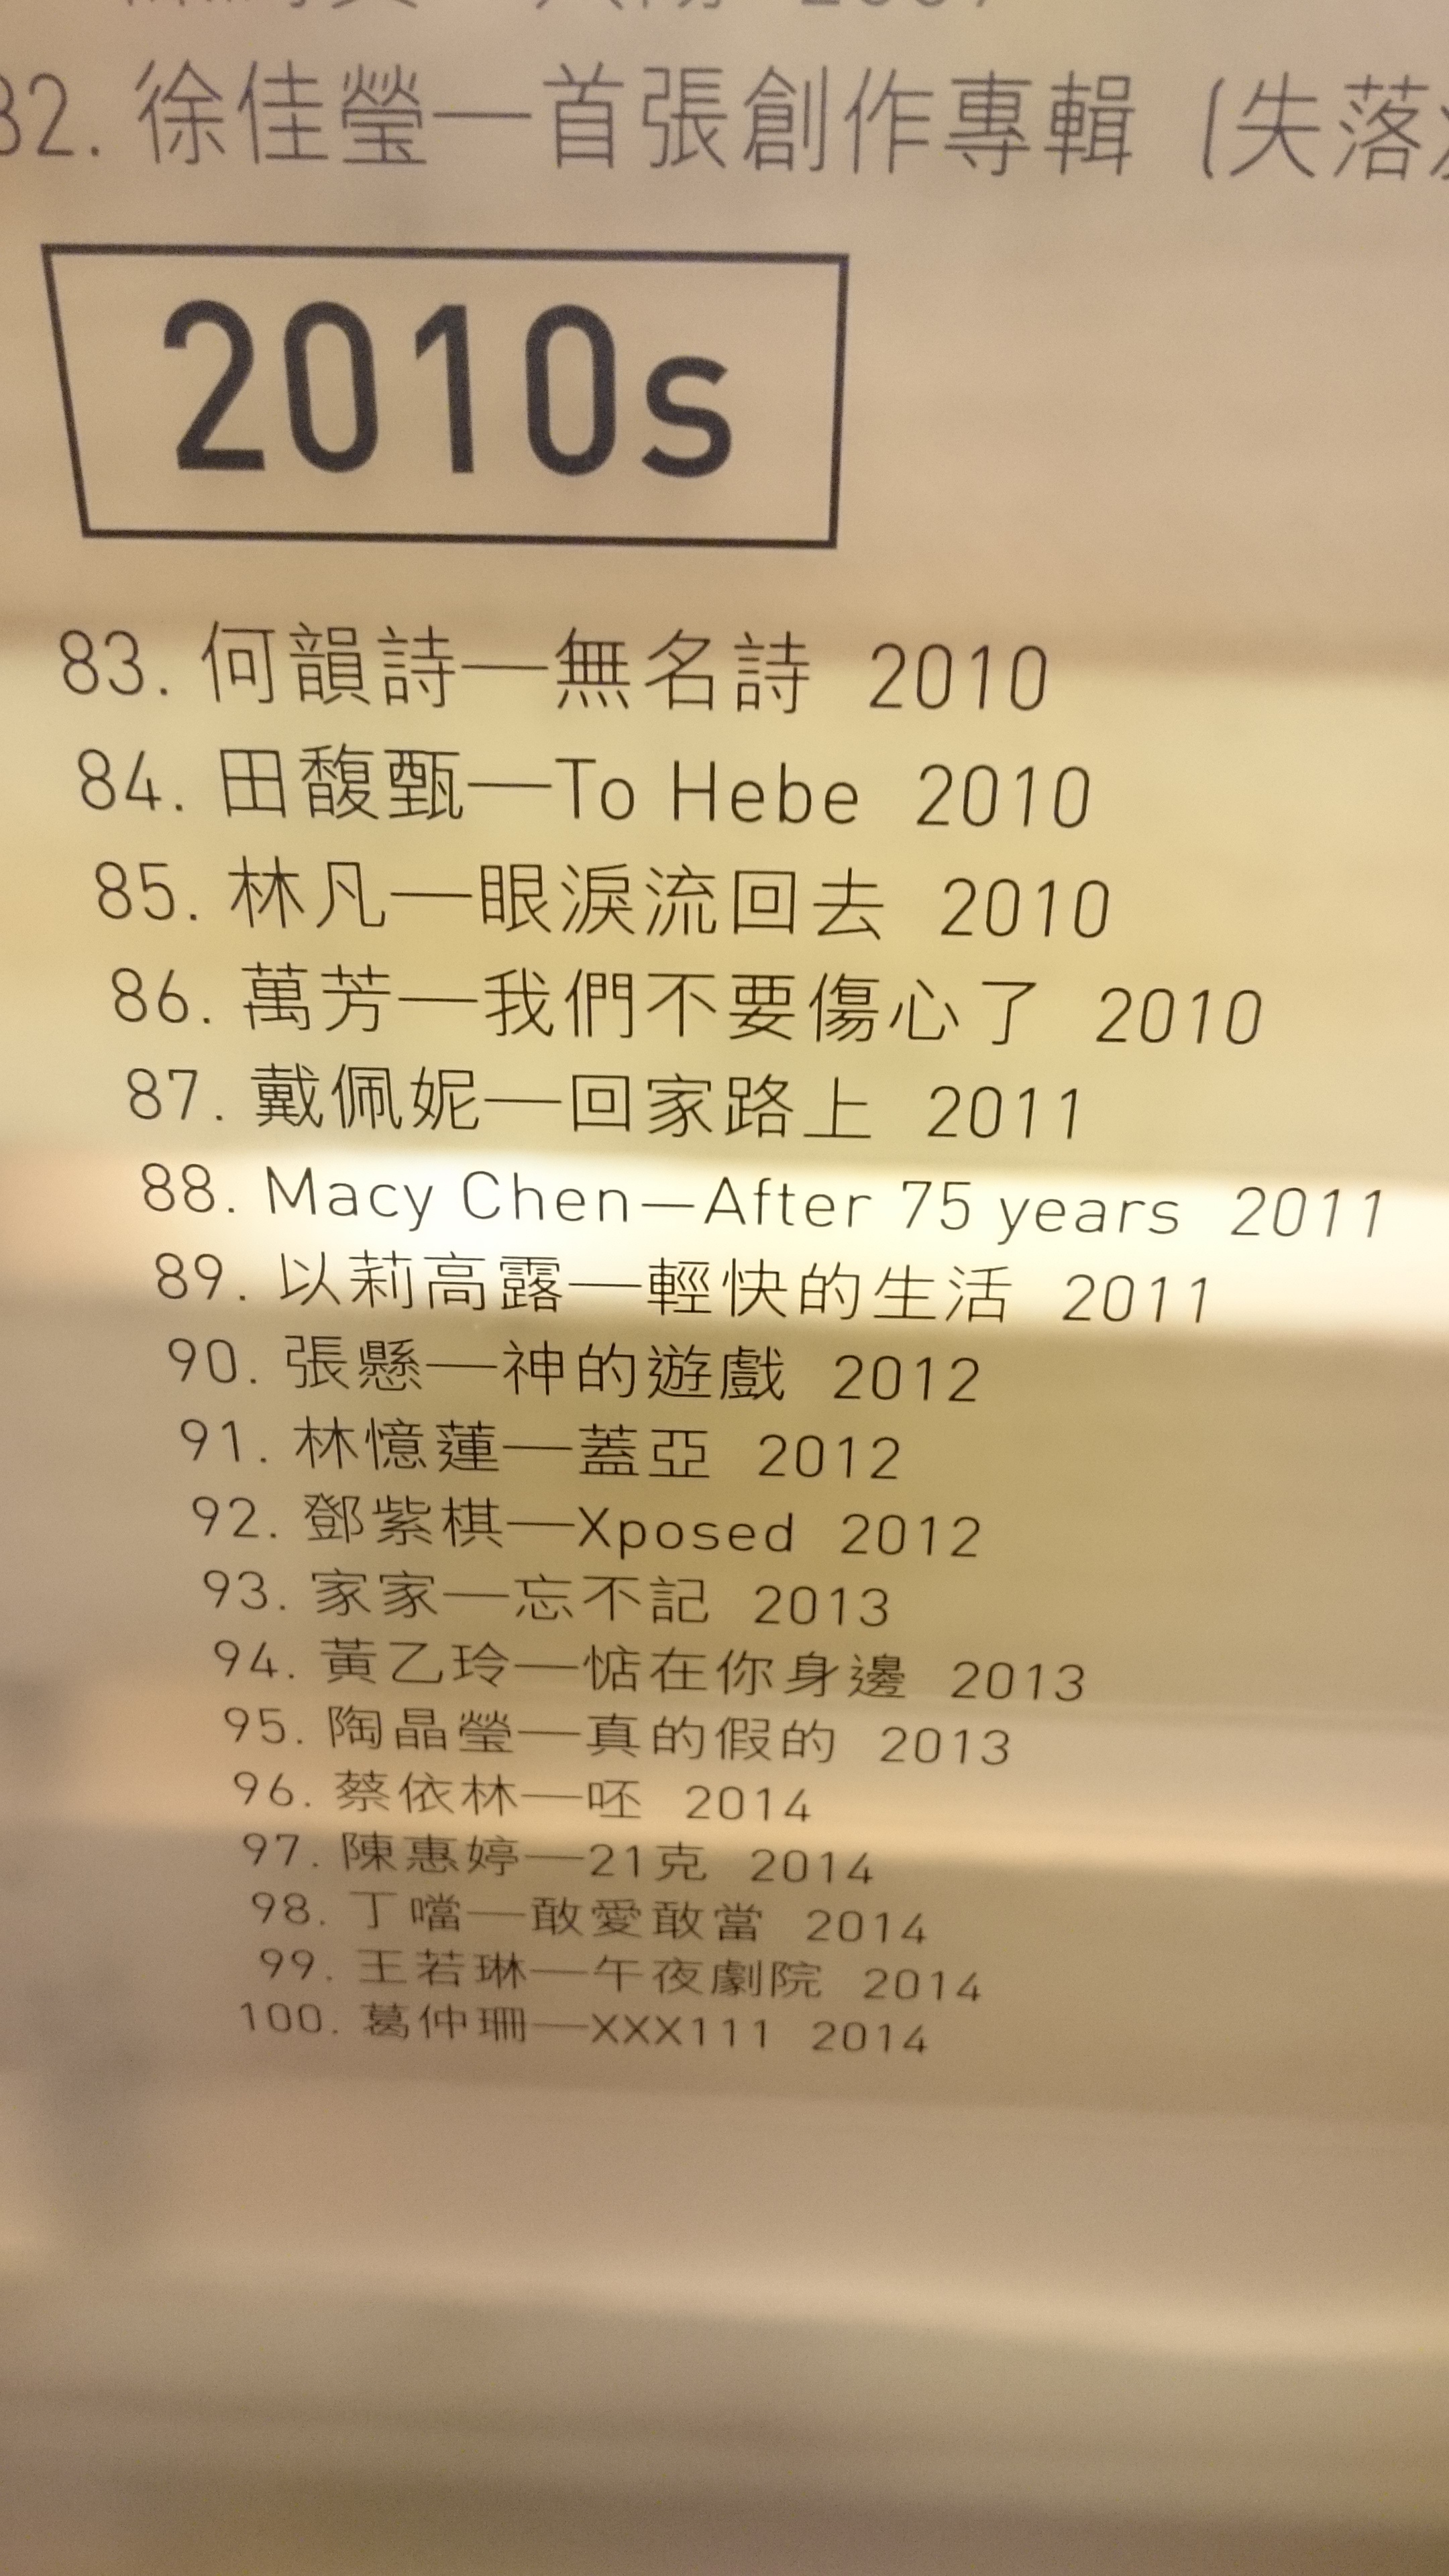 82. 徐佳瑩—首張創作專輯 (失落
2010s
83. 何韻詩—無名詩 2010
84. 田馥甄—To Hebe 2010
85. 林凡—眼淚流回去 2010
86. 萬芳—我們不要傷心了 2010
87. 戴佩妮—回家路上 2011
88. Macy Chen—After 75 years 2011
89. 以莉高露—輕快的生活 2011
90. 張懸—神的遊戲 2012
91. 林憶蓮—蓋亞 2012
92. 鄧紫棋—Xposed 2012
93. 家家—忘不記 2013
94. 黃乙玲—惦在你身邊 2013
95. 陶晶瑩—真的假的 2013
96. 蔡依林—呸 2014
97. 陳惠婷—21克 2014
98. 丁噹—敢愛敢當 2014
99. 王若琳—午夜劇院 2014
100. 葛仲珊—XXX111 2014